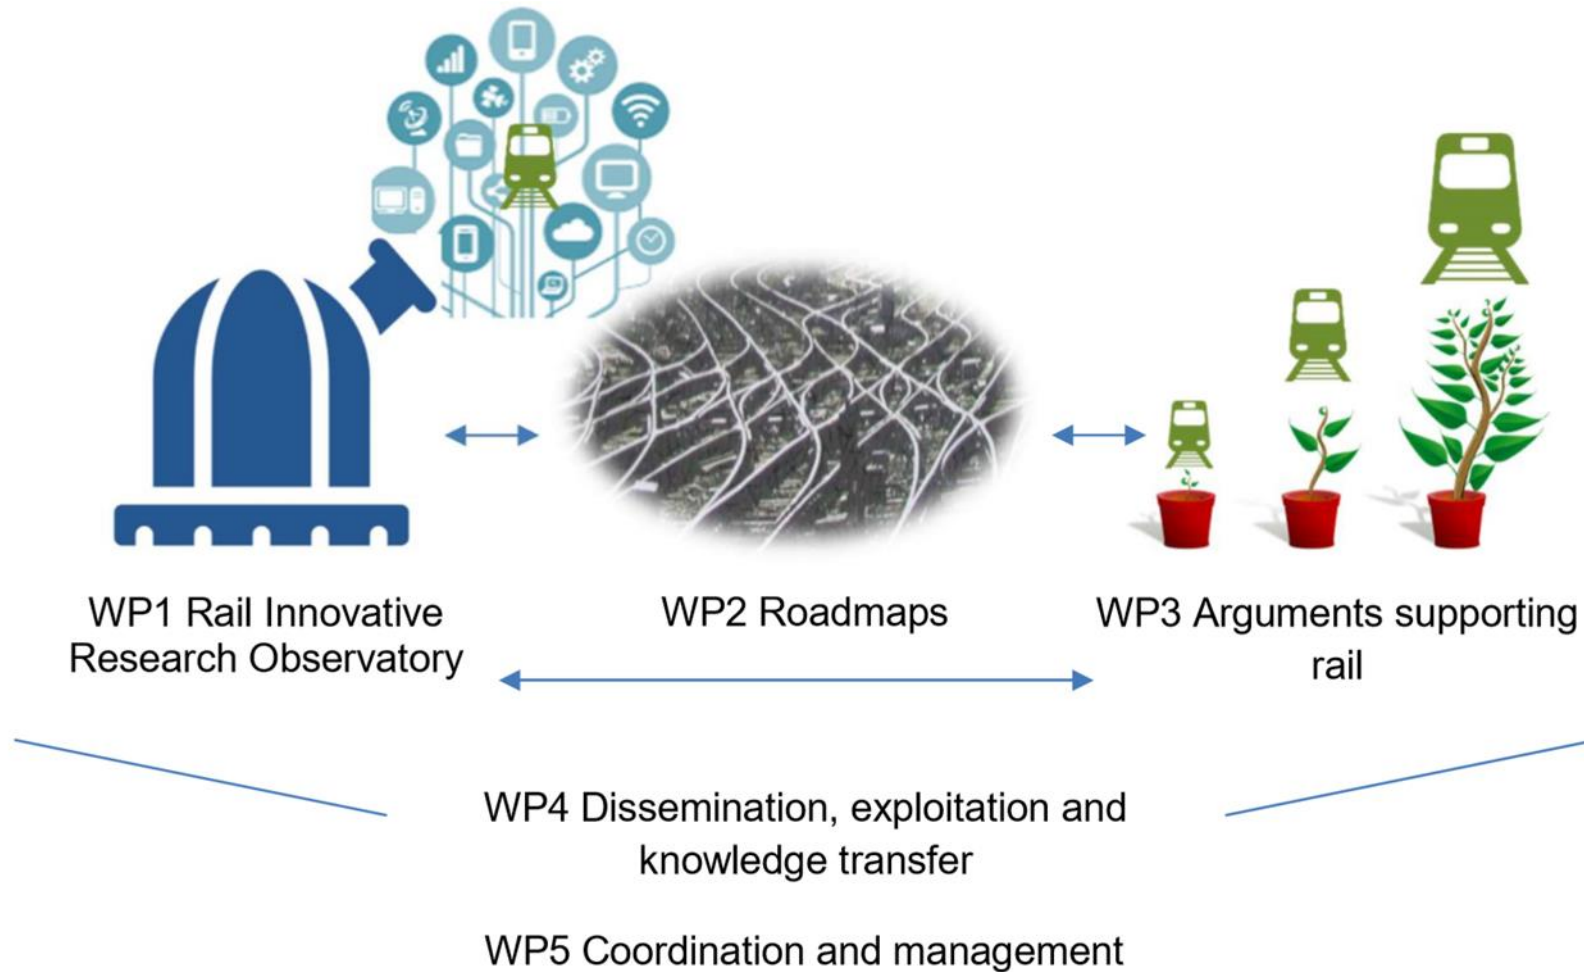 WP1 Rail Innovative
Research Observatory
WP2 Roadmaps
WP3 Arguments supporting
rail
WP4 Dissemination, exploitation and
knowledge transfer
WP5 Coordination and management